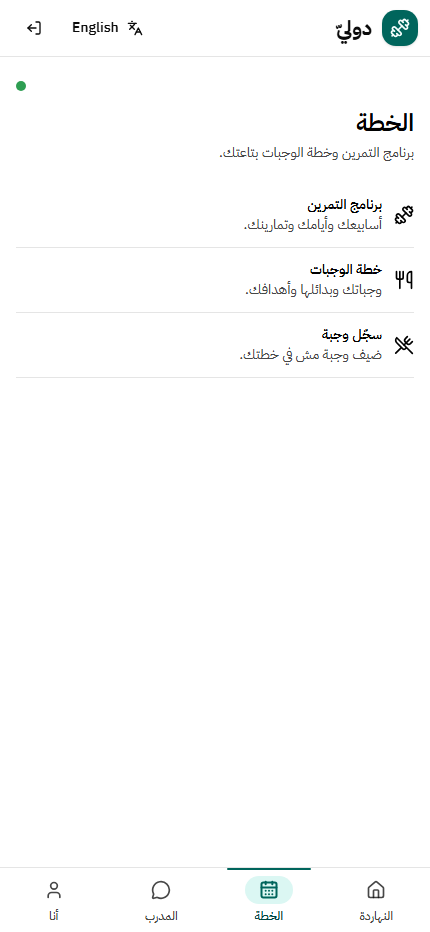 دوليّ
English
الخطة
برنامج التمرين وخطة الوجبات بتاعتك.
برنامج التمرين
أسابيعك وأيامك وتمارينك.
خطة الوجبات
وجباتك وبدائلها وأهدافك.
سجّل وجبة
ضيف وجبة مش في خطتك.
النهاردة
الخطة
المدرب
أنا